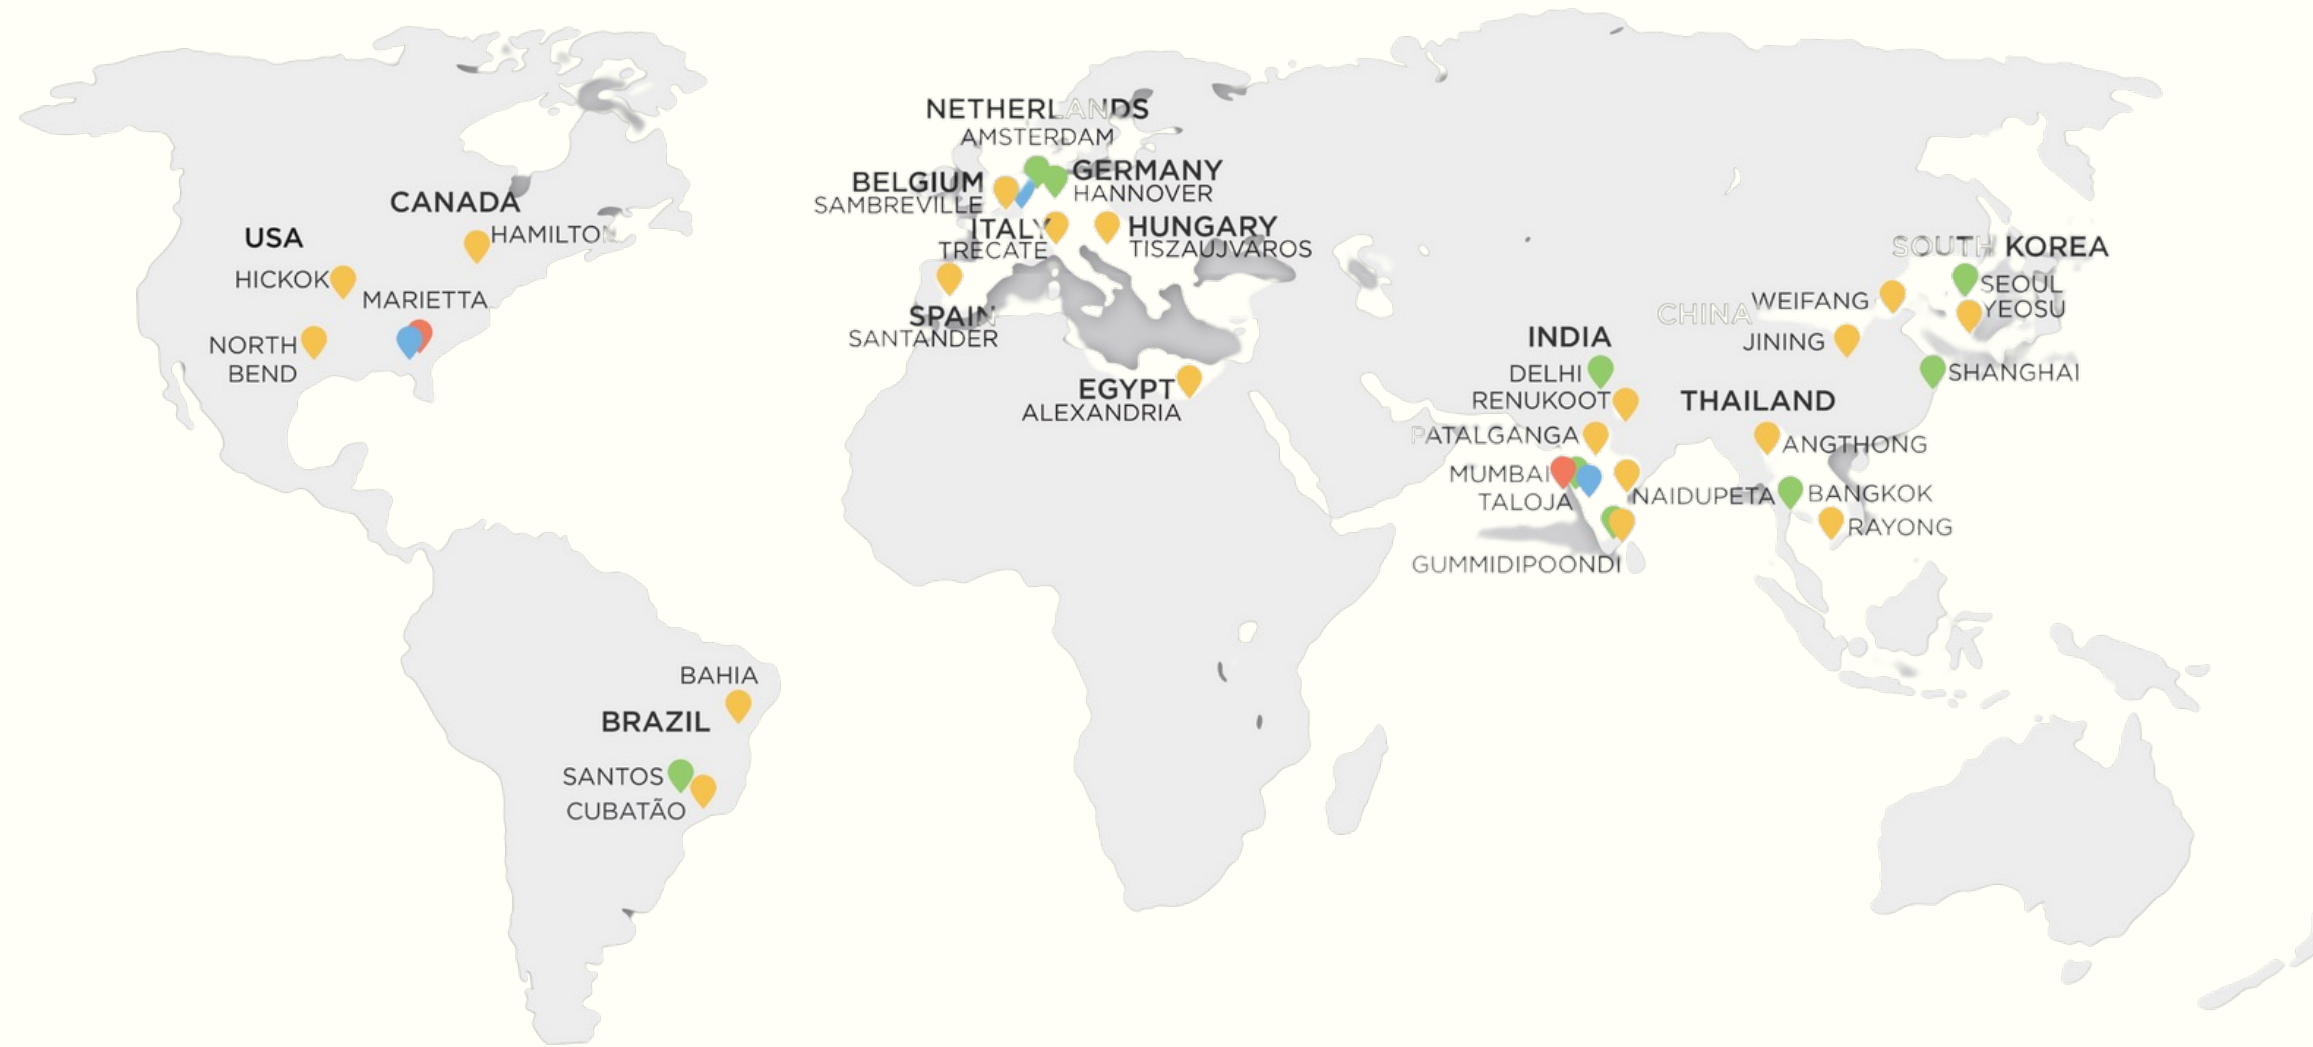 CANADA
HAMILTON
USA
HICKOK
MARIETTA
NORTH
BEND
BAHIA
BRAZIL
SANTOS
CUBATÃO
NETHERLANDS
AMSTERDAM
BELGIUM
SAMBREVILLE
GERMANY
HANNOVER
ITALY
TRECATE
HUNGARY
TISZAUJVAROS
SPAIN
SANTANDER
EGYPT
ALEXANDRIA
INDIA
DELHI
RENUKOOT
PATALGANGA
MUMBAI
TALOJA
NAIDUPETA
GUMMIDIPOONDI
CHINA
WEIFANG
JINING
SHANGHAI
SOUTH KOREA
SEOUL
YEOSU
THAILAND
ANGTHONG
BANGKOK
RAYONG